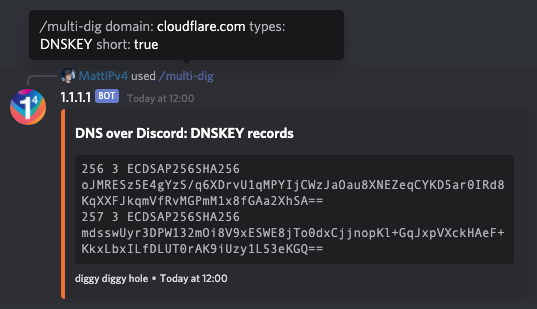 /multi-dig domain: cloudflare.com types:
DNSKEY short: true
MattIPv4 used /multi-dig
1.1.1.1 BOT Today at 12:00
DNS over Discord: DNSKEY records
256 3 ECDSAP256SHA256
oJMRESz5E4gYzS/q6XDrvU1qMPYIjCWzJaOau8XNEZeqCYKD5ar0IRd8
KqXXFJkqmVfRvMGPmM1x8fGAa2XhSA==
257 3 ECDSAP256SHA256
mdsswUyr3DPW132mOi8V9xESWE8jTo0dxCjjnopKl+GqJxpVXckHAeF+
KkxLbxILfDLUT0rAK9iUzy1L53eKGQ==
diggy diggy hole • Today at 12:00